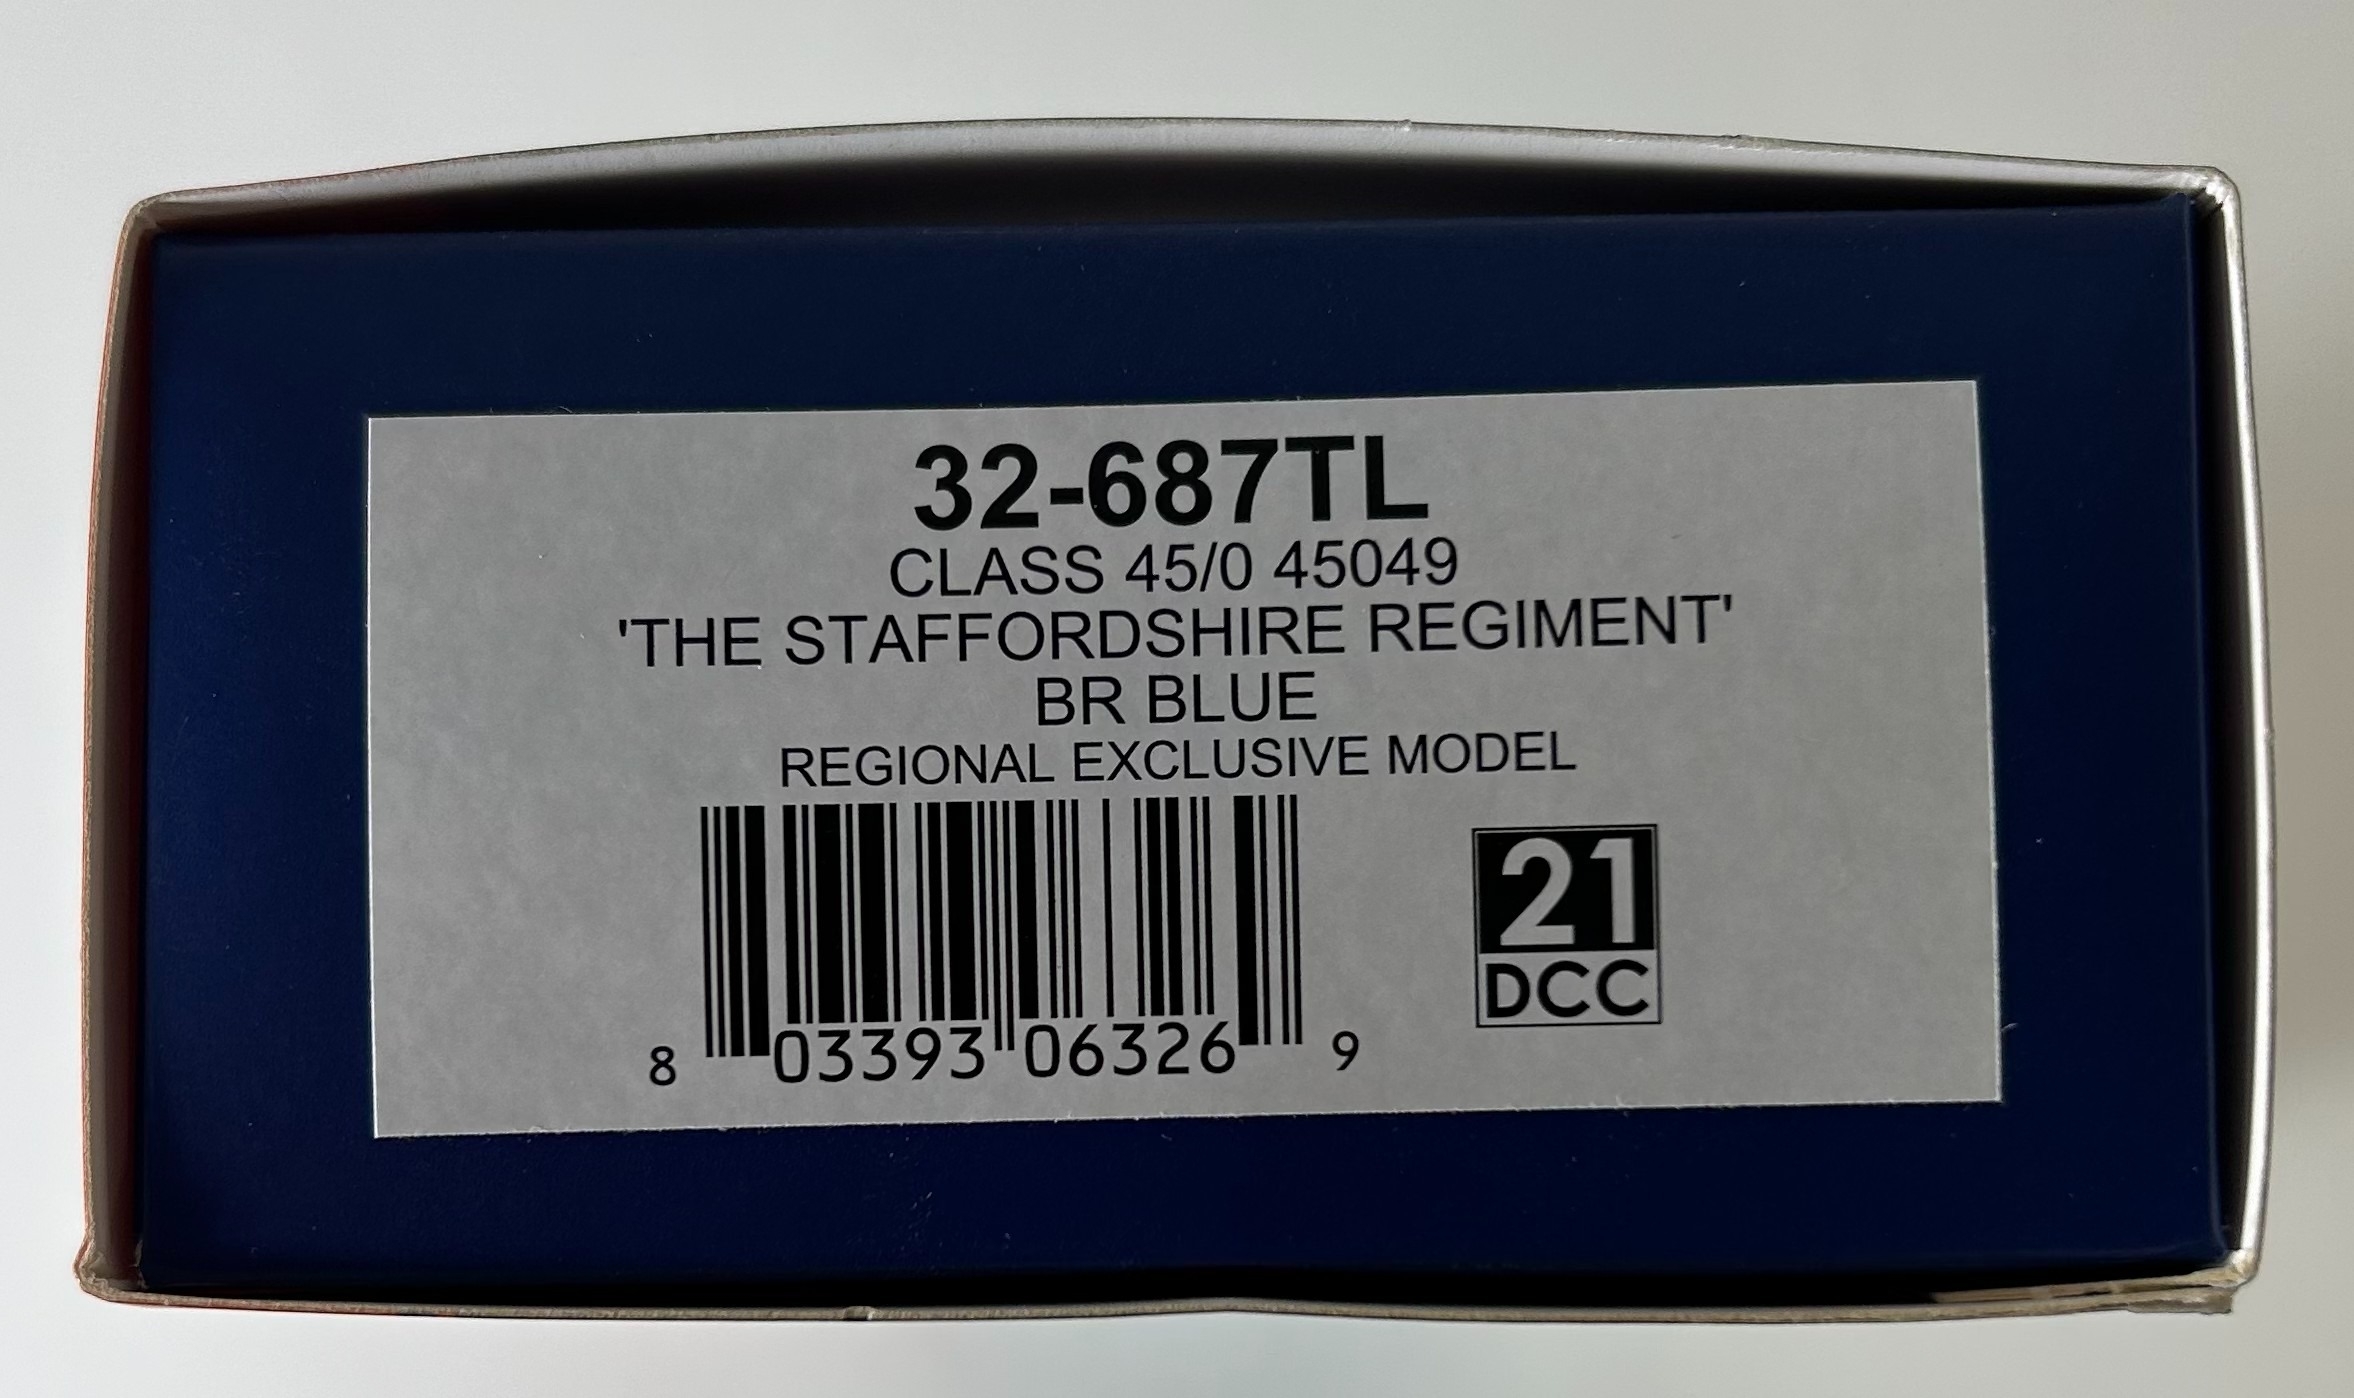 32-687TL
CLASS 45/0 45049
'THE STAFFORDSHIRE REGIMENT'
BR BLUE
REGIONAL EXCLUSIVE MODEL
21
DCC
8 03393 06326 9